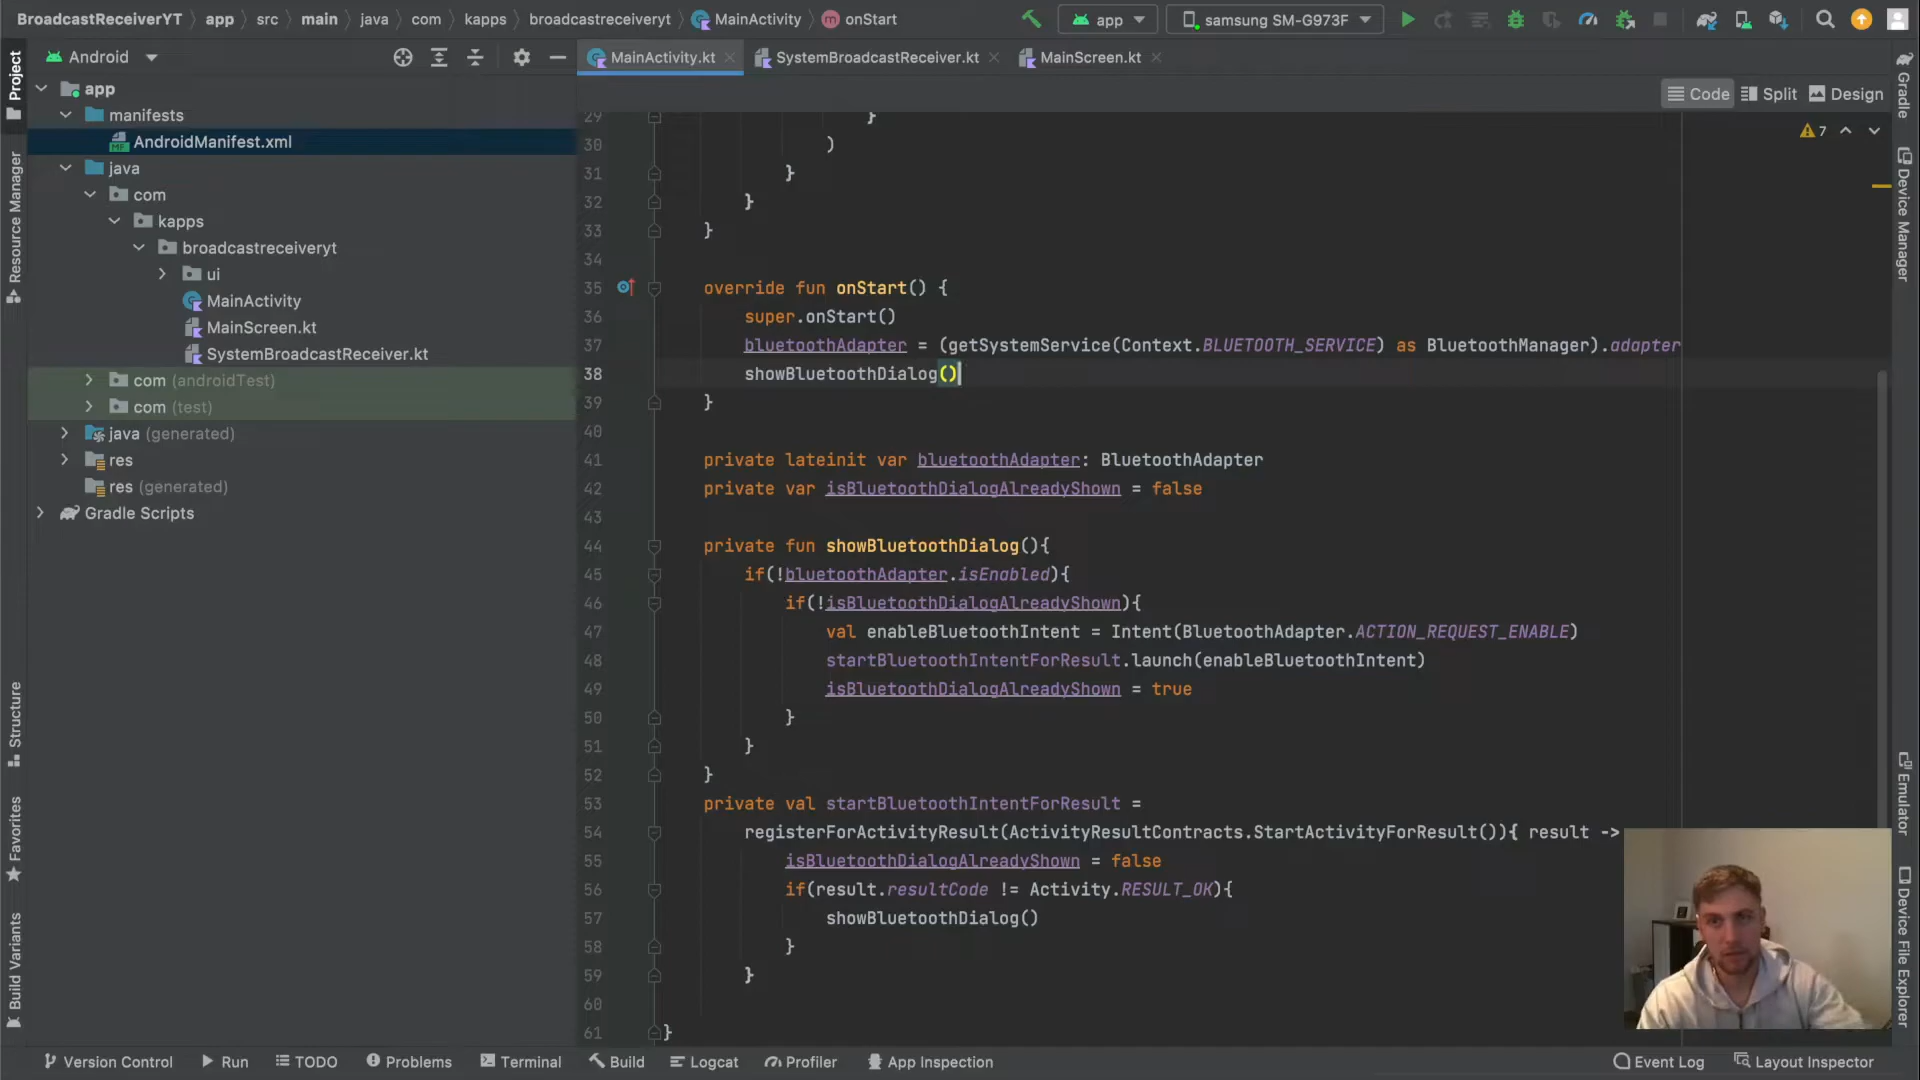 BroadcastReceiverYT app src main java com kapps broadcastreceiveryt MainActivity onStart app samsung SM-G973F
Project
Android
MainActivity.kt SystemBroadcastReceiver.kt MainScreen.kt
Code Split Design
7
app
manifests
AndroidManifest.xml
java
com
kapps
broadcastreceiveryt
ui
MainActivity
MainScreen.kt
SystemBroadcastReceiver.kt
com (androidTest)
com (test)
java (generated)
res
res (generated)
Gradle Scripts
Resource Manager
Structure
Favorites
Build Variants
29 }
30 )
31 }
32 }
33 }
34
35 override fun onStart() {
36 super.onStart()
37 bluetoothAdapter = (getSystemService(Context.BLUETOOTH_SERVICE) as BluetoothManager).adapter
38 showBluetoothDialog()
39 }
40
41 private lateinit var bluetoothAdapter: BluetoothAdapter
42 private var isBluetoothDialogAlreadyShown = false
43
44 private fun showBluetoothDialog(){
45 if(!bluetoothAdapter.isEnabled){
46 if(!isBluetoothDialogAlreadyShown){
47 val enableBluetoothIntent = Intent(BluetoothAdapter.ACTION_REQUEST_ENABLE)
48 startBluetoothIntentForResult.launch(enableBluetoothIntent)
49 isBluetoothDialogAlreadyShown = true
50 }
51 }
52 }
53 private val startBluetoothIntentForResult =
54 registerForActivityResult(ActivityResultContracts.StartActivityForResult()){ result ->
55 isBluetoothDialogAlreadyShown = false
56 if(result.resultCode != Activity.RESULT_OK){
57 showBluetoothDialog()
58 }
59 }
60
61 }
Gradle
Device Manager
Emulator
Device File Explorer
Version Control Run TODO Problems Terminal Build Logcat Profiler App Inspection Event Log Layout Inspector